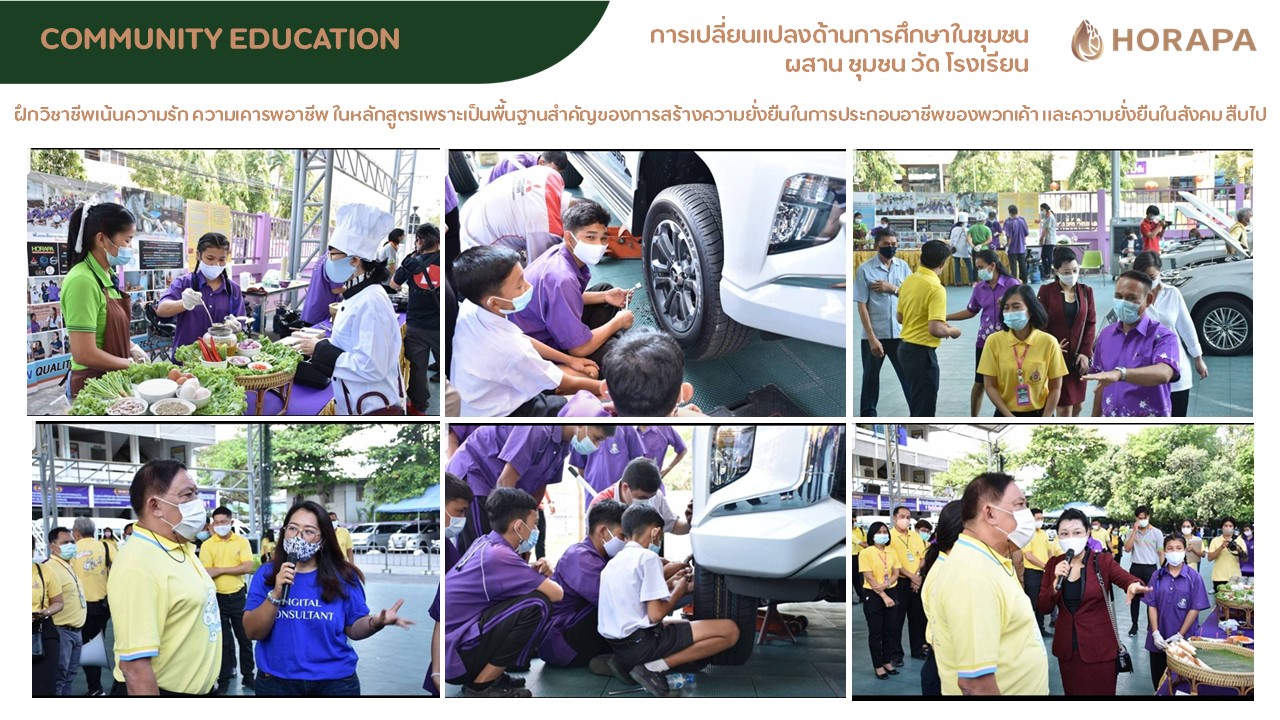 COMMUNITY EDUCATION
การเปลี่ยนแปลงด้านการศึกษาในชุมชน
ผสาน ชุมชน วัด โรงเรียน
HORAPA
ฝึกวิชาชีพเน้นความรัก ความเคารพอาชีพ ในหลักสูตรเพราะเป็นพื้นฐานสำคัญของการสร้างความยั่งยืนในการประกอบอาชีพของพวกเค้า และความยั่งยืนในสังคม สืบไป
HORAPA
QUALIT
DIGITAL
CONSULTANT